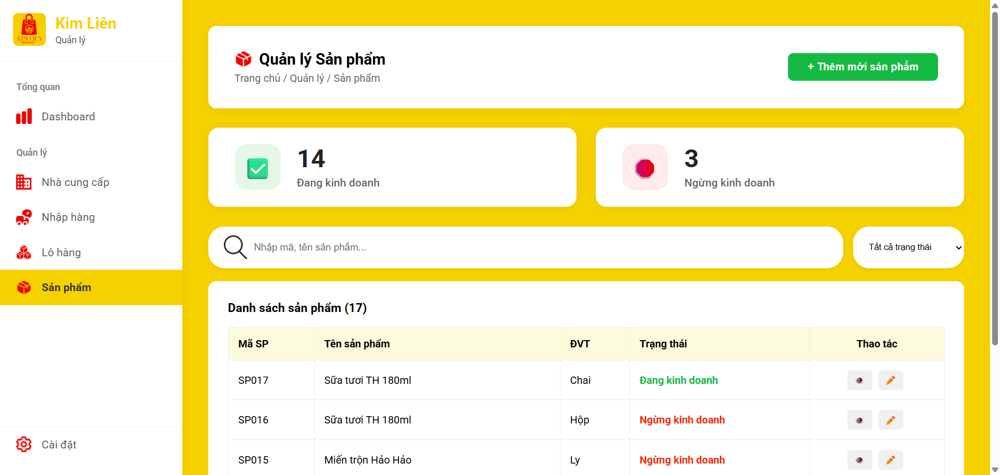 KIM LIÊN
MINIMART
Kim Liên
Quản lý
Tổng quan
Dashboard
Quản lý
Nhà cung cấp
Nhập hàng
Lô hàng
Sản phẩm
Cài đặt
Quản lý Sản phẩm
Trang chủ / Quản lý / Sản phẩm
+ Thêm mới sản phẩm
14
Đang kinh doanh
3
Ngừng kinh doanh
Nhập mã, tên sản phẩm...
Tất cả trạng thái
Danh sách sản phẩm (17)
Mã SP Tên sản phẩm ĐVT Trạng thái Thao tác
SP017 Sữa tươi TH 180ml Chai Đang kinh doanh
SP016 Sữa tươi TH 180ml Hộp Ngừng kinh doanh
SP015 Miến trộn Hảo Hảo Ly Ngừng kinh doanh